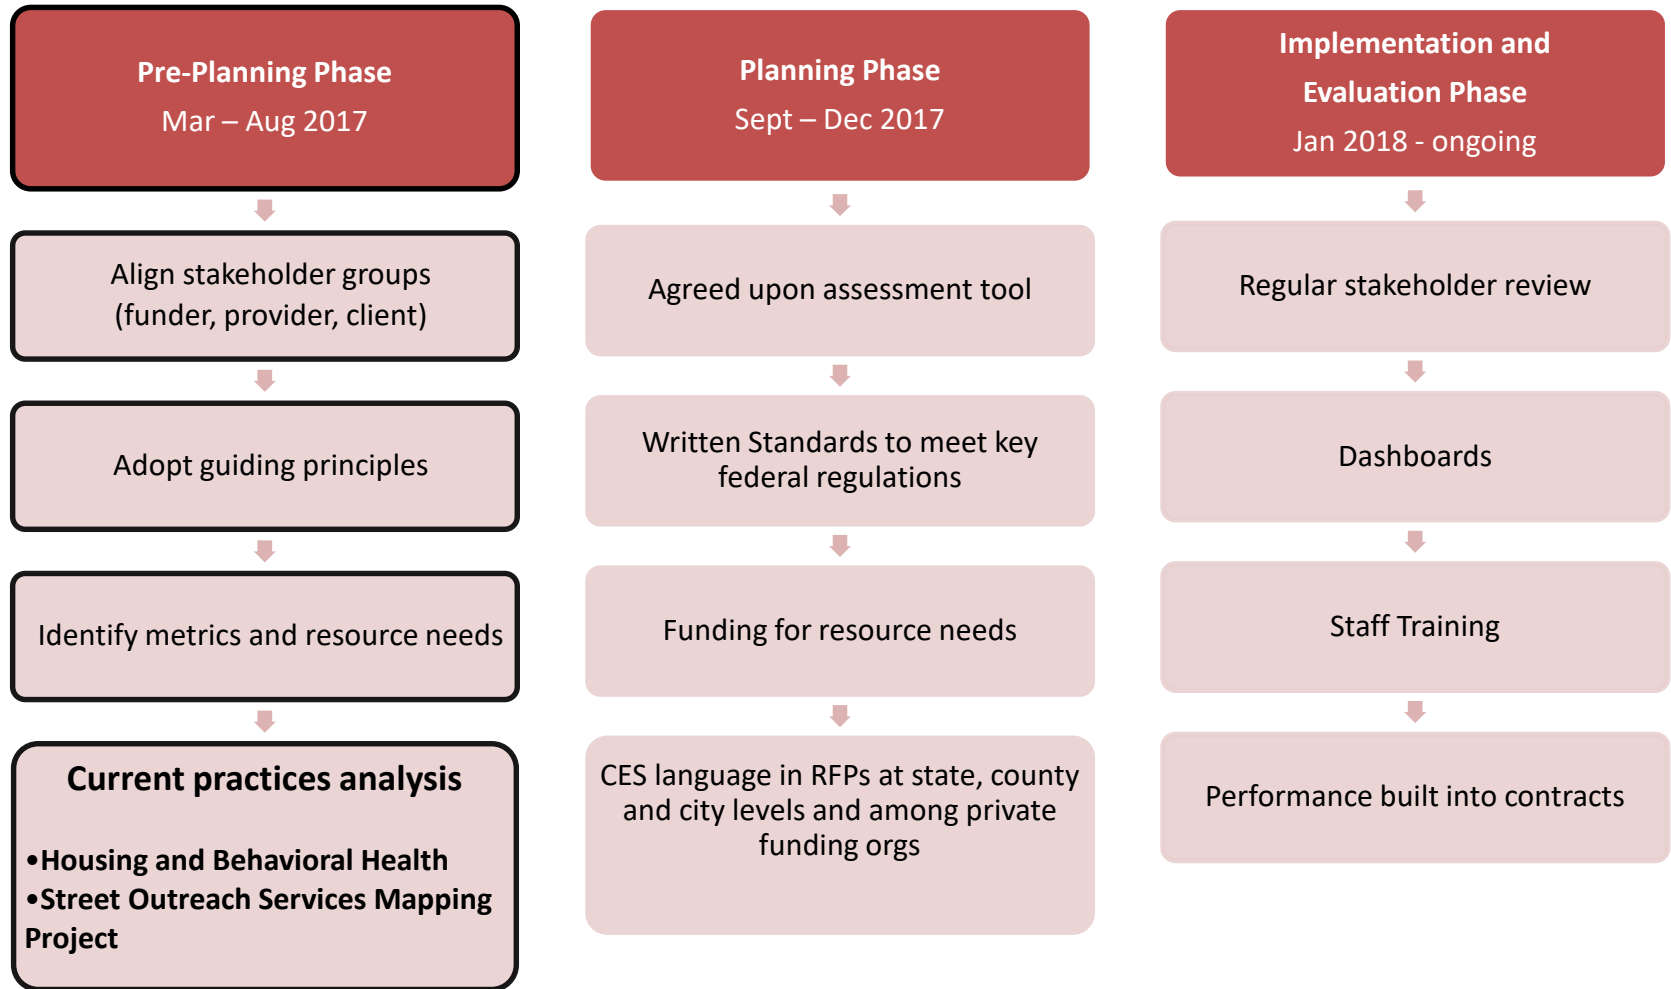 Pre-Planning Phase
Mar – Aug 2017
Align stakeholder groups
(funder, provider, client)
Adopt guiding principles
Identify metrics and resource needs
Current practices analysis
•Housing and Behavioral Health
•Street Outreach Services Mapping
Project
Planning Phase
Sept – Dec 2017
Agreed upon assessment tool
Written Standards to meet key
federal regulations
Funding for resource needs
CES language in RFPs at state, county
and city levels and among private
funding orgs
Implementation and
Evaluation Phase
Jan 2018 - ongoing
Regular stakeholder review
Dashboards
Staff Training
Performance built into contracts